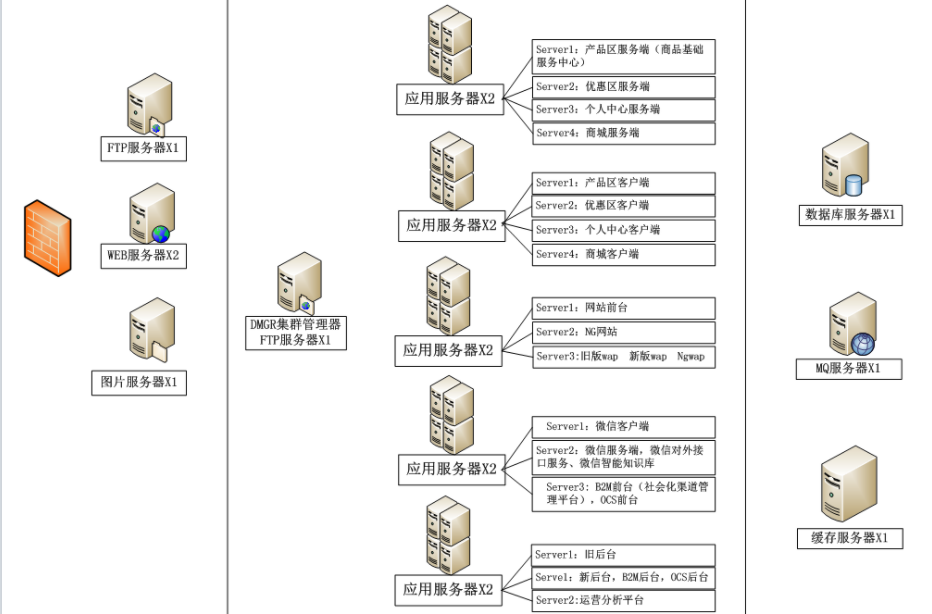 FTP服务器X1
WEB服务器X2
图片服务器X1
DMGR集群管理器
FTP服务器X1
应用服务器X2
Server1: 产品区服务端（商品基础
服务中心）
Server2: 优惠区服务端
Server3: 个人中心服务端
Server4: 商城服务端
应用服务器X2
Server1: 产品区客户端
Server2: 优惠区客户端
Server3: 个人中心客户端
Server4: 商城客户端
应用服务器X2
Server1: 网站前台
Server2: NG网站
Server3:旧版wap 新版wap Ngwap
应用服务器X2
Server1: 微信客户端
Server2: 微信服务端，微信对外接
口服务、微信智能知识库
Server3: B2M前台（社会化渠道管
理平台），OCS前台
应用服务器X2
Server1: 旧后台
Serve1: 新后台，B2M后台，OCS后台
Server2:运营分析平台
数据库服务器X1
MQ服务器X1
缓存服务器X1